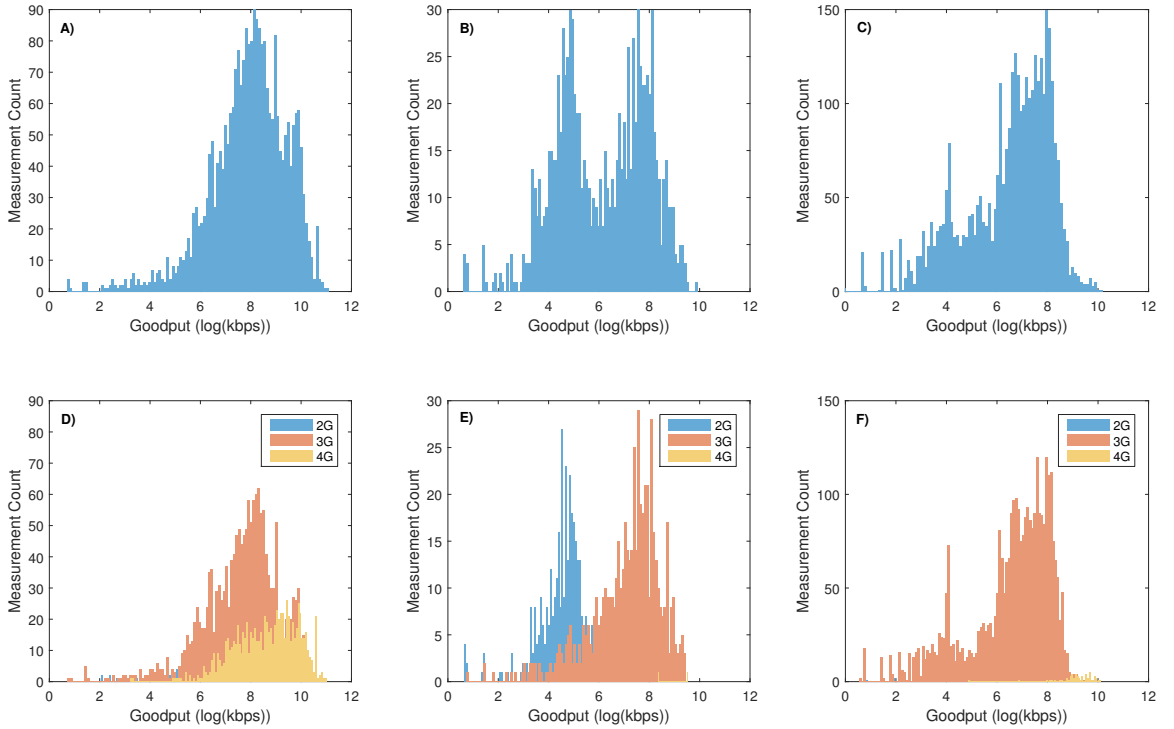 A)
90
80
70
60
50
40
30
20
10
0
Measurement Count
0 2 4 6 8 10 12
Goodput (log(kbps))
B)
30
25
20
15
10
5
0
Measurement Count
0 2 4 6 8 10 12
Goodput (log(kbps))
C)
150
100
50
0
Measurement Count
0 2 4 6 8 10 12
Goodput (log(kbps))
D)
2G
3G
4G
90
80
70
60
50
40
30
20
10
0
Measurement Count
0 2 4 6 8 10 12
Goodput (log(kbps))
E)
2G
3G
4G
30
25
20
15
10
5
0
Measurement Count
0 2 4 6 8 10 12
Goodput (log(kbps))
F)
2G
3G
4G
150
100
50
0
Measurement Count
0 2 4 6 8 10 12
Goodput (log(kbps))